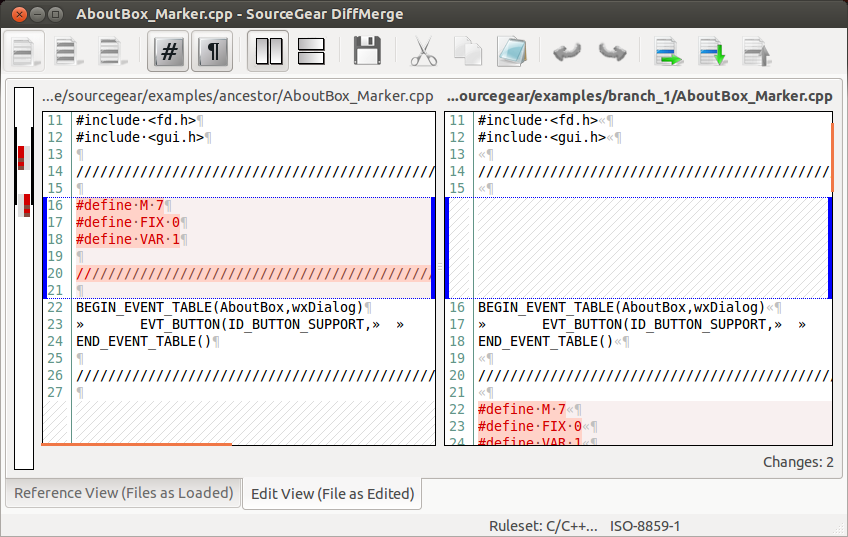 AboutBox_Marker.cpp - SourceGear DiffMerge
# ¶
...e/sourcegear/examples/ancestor/AboutBox_Marker.cpp
11 #include·<fd.h>¶
12 #include·<gui.h>¶
13 ¶
14 /////////////////////////////////////////////
15 ¶
16 #define·M·7¶
17 #define·FIX·0¶
18 #define·VAR·1¶
19 ¶
20 /////////////////////////////////////////////
21 ¶
22 BEGIN_EVENT_TABLE(AboutBox,wxDialog)¶
23 » EVT_BUTTON(ID_BUTTON_SUPPORT,» »
24 END_EVENT_TABLE()¶
25 ¶
26 /////////////////////////////////////////////
27 ¶
...ourcegear/examples/branch_1/AboutBox_Marker.cpp
11 #include·<fd.h>«¶
12 #include·<gui.h>«¶
13 «¶
14 ////////////////////////////////////////////
15 «¶
16 BEGIN_EVENT_TABLE(AboutBox,wxDialog)«¶
17 » EVT_BUTTON(ID_BUTTON_SUPPORT,» »
18 END_EVENT_TABLE()«¶
19 «¶
20 ////////////////////////////////////////////
21 «¶
22 #define·M·7«¶
23 #define·FIX·0«¶
24 #define·VAR·1«¶
Changes: 2
Reference View (Files as Loaded) Edit View (File as Edited)
Ruleset: C/C++... ISO-8859-1